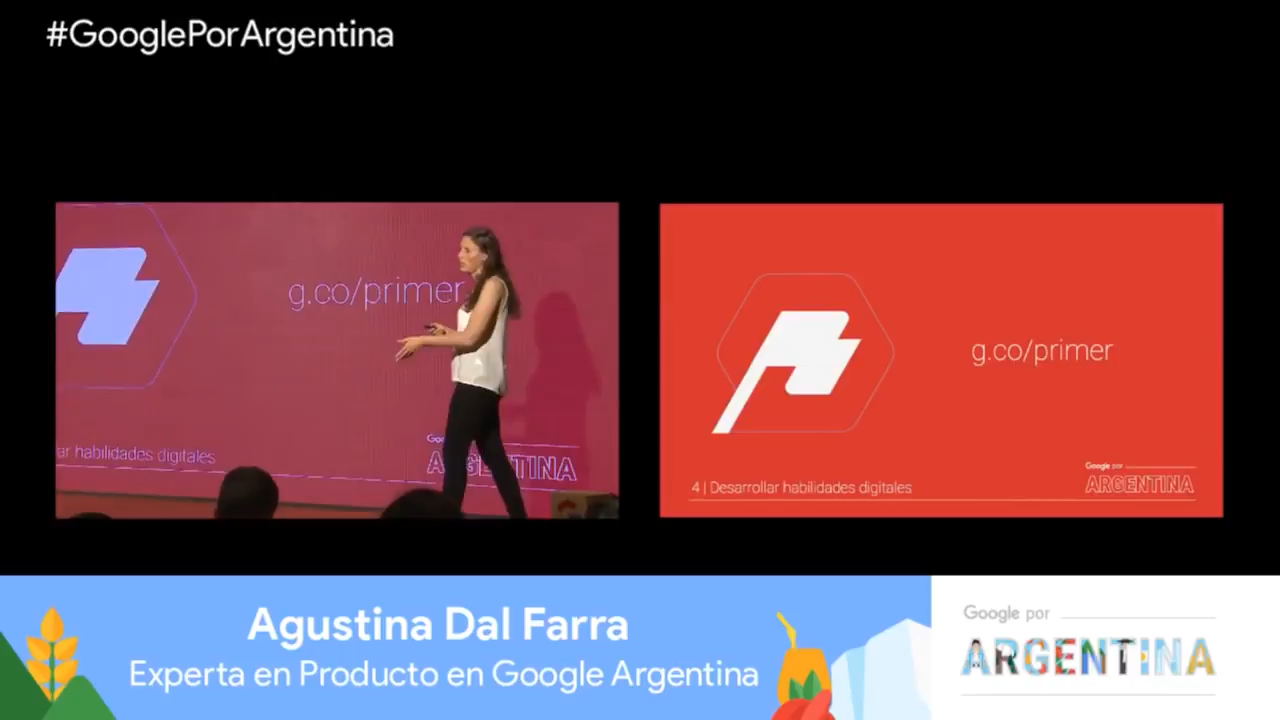 #GooglePorArgentina
g.co/primer
ar habilidades digitales
ARGENTINA
g.co/primer
4 | Desarrollar habilidades digitales
Google por
ARGENTINA
Agustina Dal Farra
Experta en Producto en Google Argentina
Google por
ARGENTINA